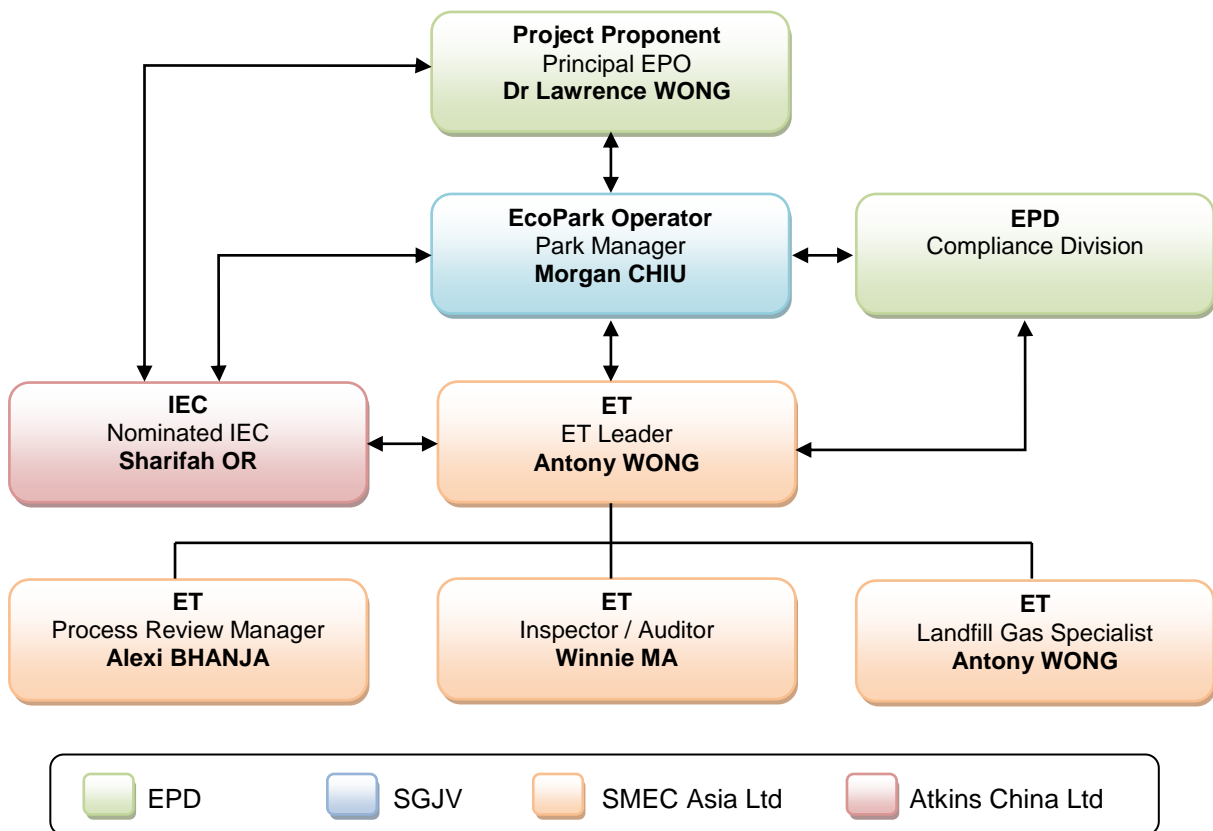 Project Proponent
Principal EPO
Dr Lawrence WONG
EcoPark Operator
Park Manager
Morgan CHIU
EPD
Compliance Division
IEC
Nominated IEC
Sharifah OR
ET
ET Leader
Antony WONG
ET
Process Review Manager
Alexi BHANJA
ET
Inspector / Auditor
Winnie MA
ET
Landfill Gas Specialist
Antony WONG
EPD
SGJV
SMEC Asia Ltd
Atkins China Ltd